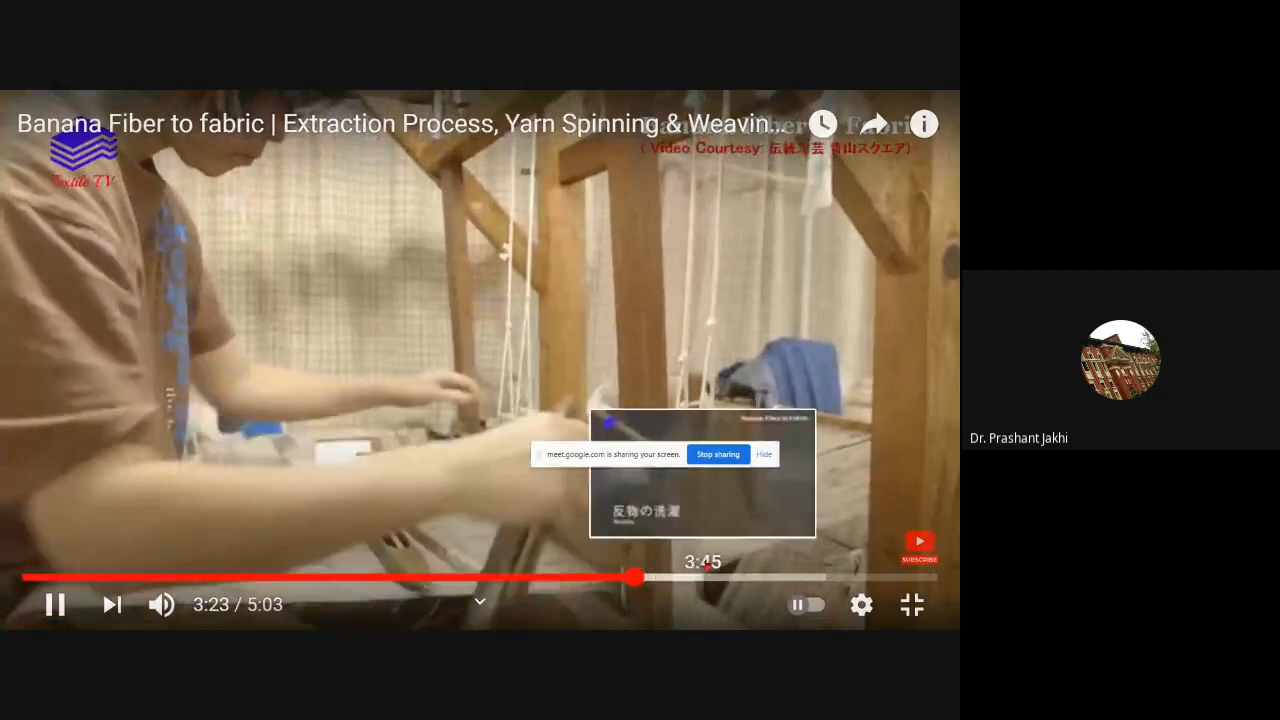 Banana Fiber to fabric | Extraction Process, Yarn Spinning & Weavin...
( Video Courtesy: 伝統工芸 青山スクエア)
Textile TV
meet.google.com is sharing your screen.
Stop sharing
Hide
反物の洗濯
3:45
SUBSCRIBE
3:23 / 5:03
Dr. Prashant Jakhi